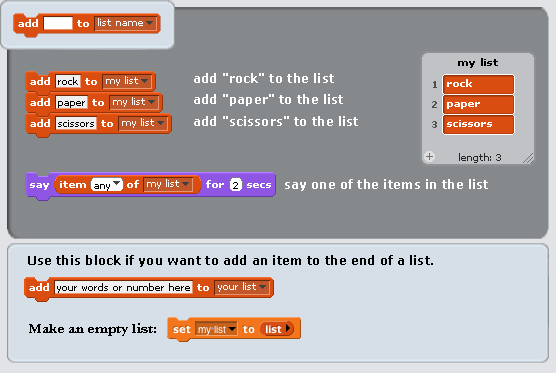 add to list name
add rock to my list add "rock" to the list
add paper to my list add "paper" to the list
add scissors to my list add "scissors" to the list
my list
1 rock
2 paper
3 scissors
+ length: 3
say item any of my list for 2 secs say one of the items in the list
Use this block if you want to add an item to the end of a list.
add your words or number here to your list
Make an empty list: set my list to list